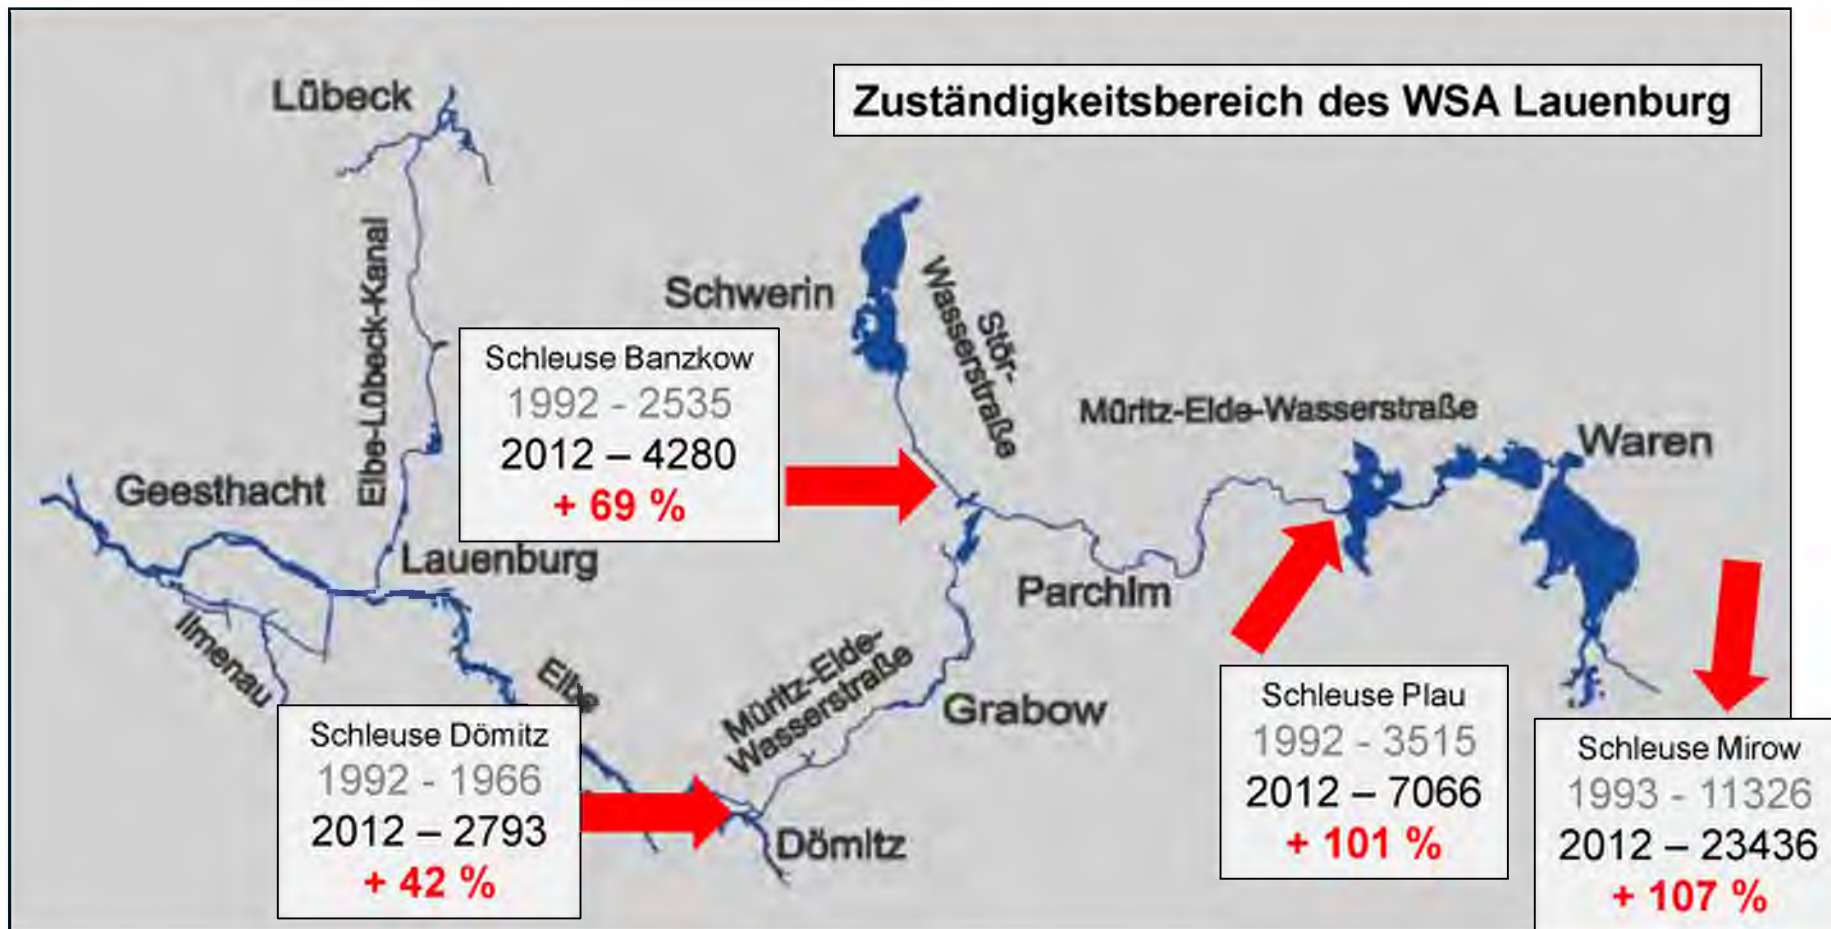 Zuständigkeitsbereich des WSA Lauenburg
Lübeck
Elbe-Lübeck-Kanal
Schwerin
Stör-
Wasserstraße
Schleuse Banzkow
1992 - 2535
2012 – 4280
+ 69 %
Müritz-Elde-Wasserstraße
Waren
Geesthacht
Lauenburg
Ilmenau
Elbe
Parchim
Müritz-Elde-
Wasserstraße
Grabow
Dömitz
Schleuse Dömitz
1992 - 1966
2012 – 2793
+ 42 %
Schleuse Plau
1992 - 3515
2012 – 7066
+ 101 %
Schleuse Mirow
1993 - 11326
2012 – 23436
+ 107 %